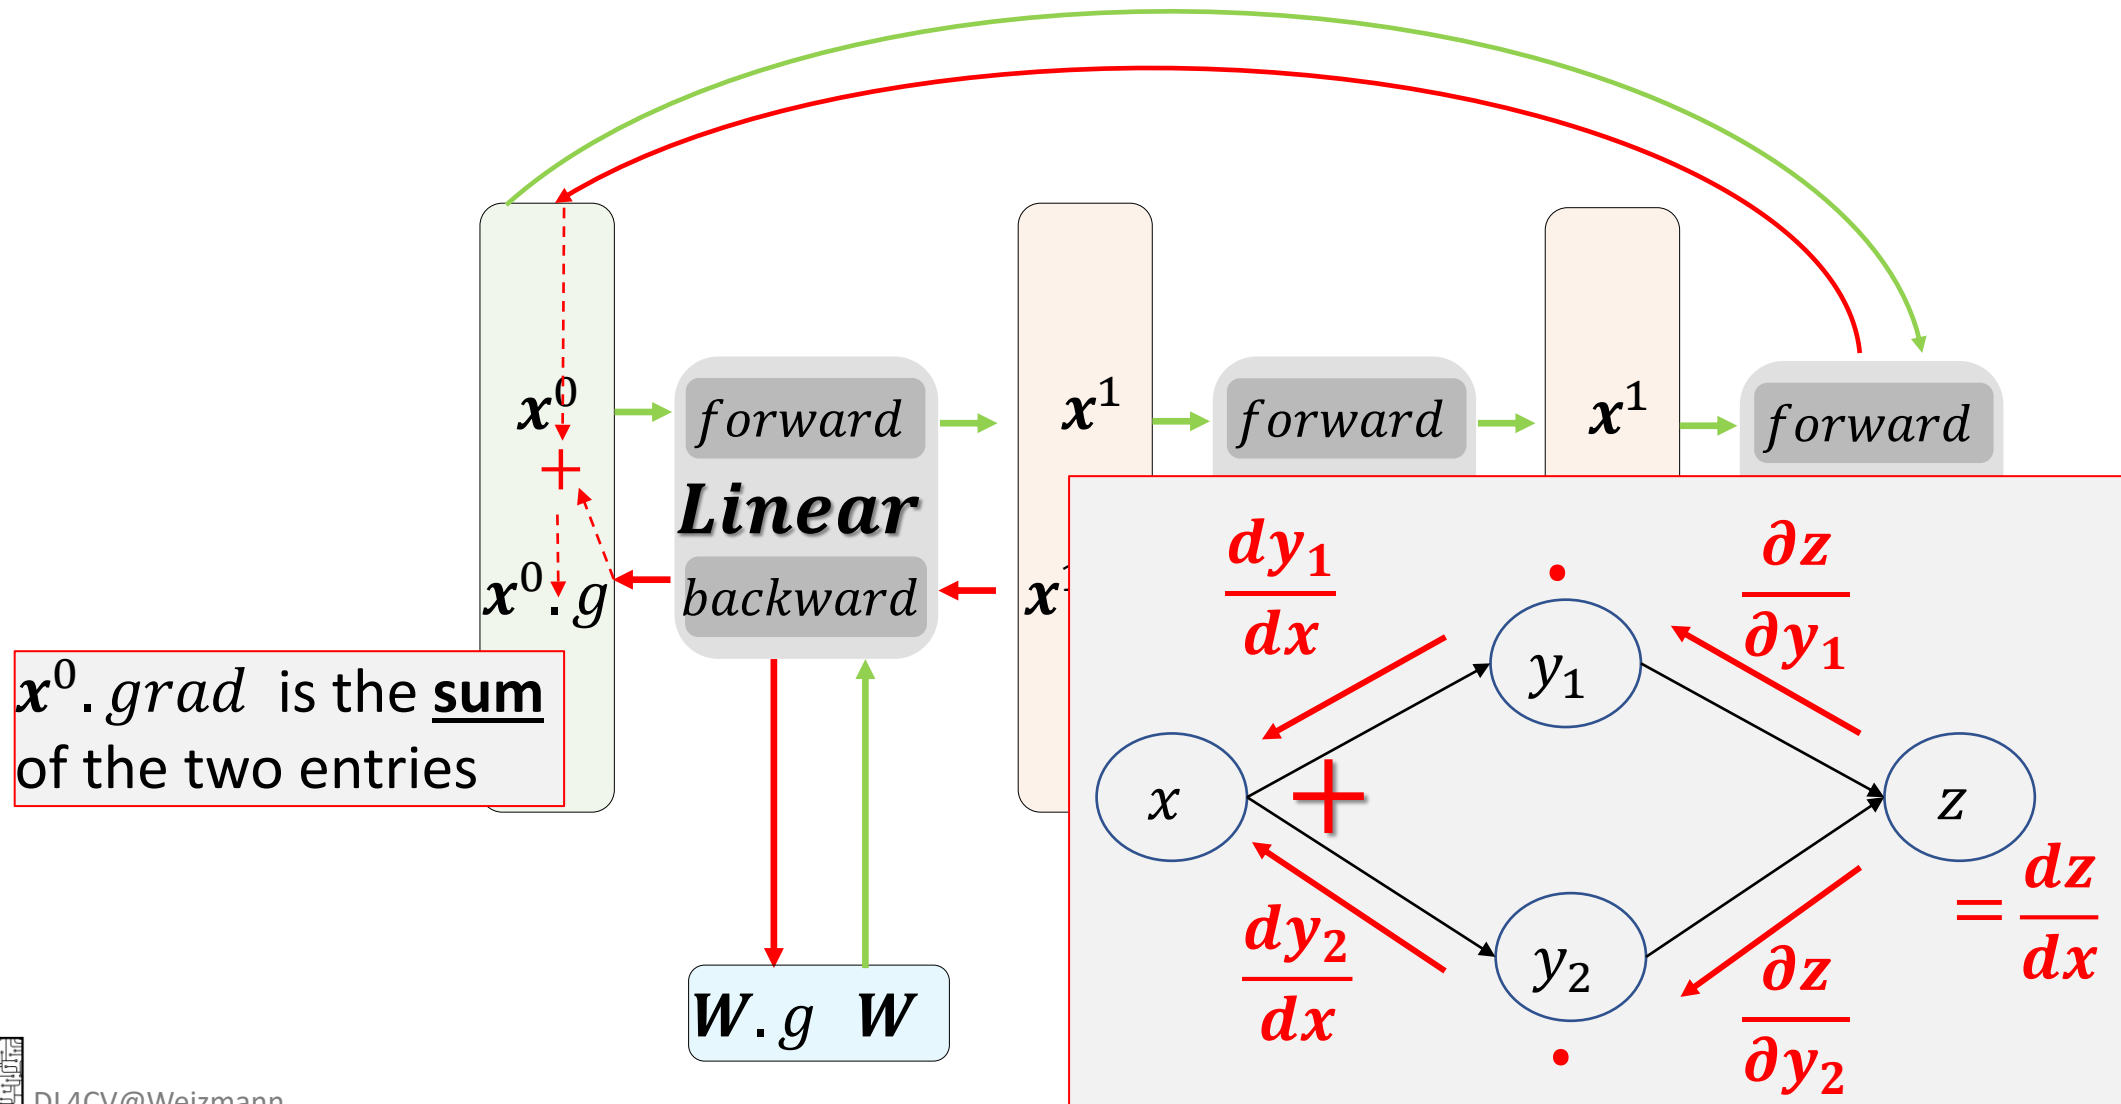 x⁰
forward
x¹
forward
x¹
forward
+
Linear
x⁰.g
backward
x
x⁰.grad is the sum
of the two entries
W.g W
dy₁/dx
·
∂z/∂y₁
y₁
x
+
z
dy₂/dx
y₂
·
∂z/∂y₂
= dz/dx
DL4CV@Weizmann